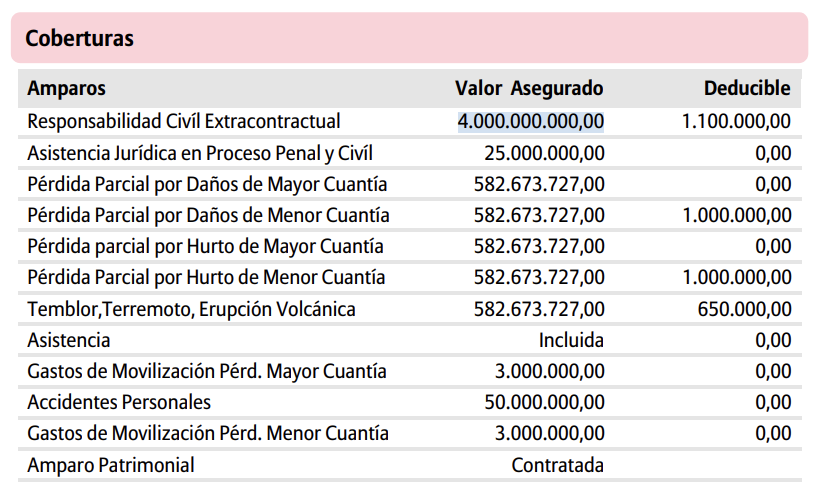 Coberturas
Amparos Valor Asegurado Deducible
Responsabilidad Civíl Extracontractual 4.000.000.000,00 1.100.000,00
Asistencia Jurídica en Proceso Penal y Civíl 25.000.000,00 0,00
Pérdida Parcial por Daños de Mayor Cuantía 582.673.727,00 0,00
Pérdida Parcial por Daños de Menor Cuantía 582.673.727,00 1.000.000,00
Pérdida parcial por Hurto de Mayor Cuantía 582.673.727,00 0,00
Pérdida Parcial por Hurto de Menor Cuantía 582.673.727,00 1.000.000,00
Temblor,Terremoto, Erupción Volcánica 582.673.727,00 650.000,00
Asistencia Incluida 0,00
Gastos de Movilización Pérd. Mayor Cuantía 3.000.000,00 0,00
Accidentes Personales 50.000.000,00 0,00
Gastos de Movilización Pérd. Menor Cuantía 3.000.000,00 0,00
Amparo Patrimonial Contratada